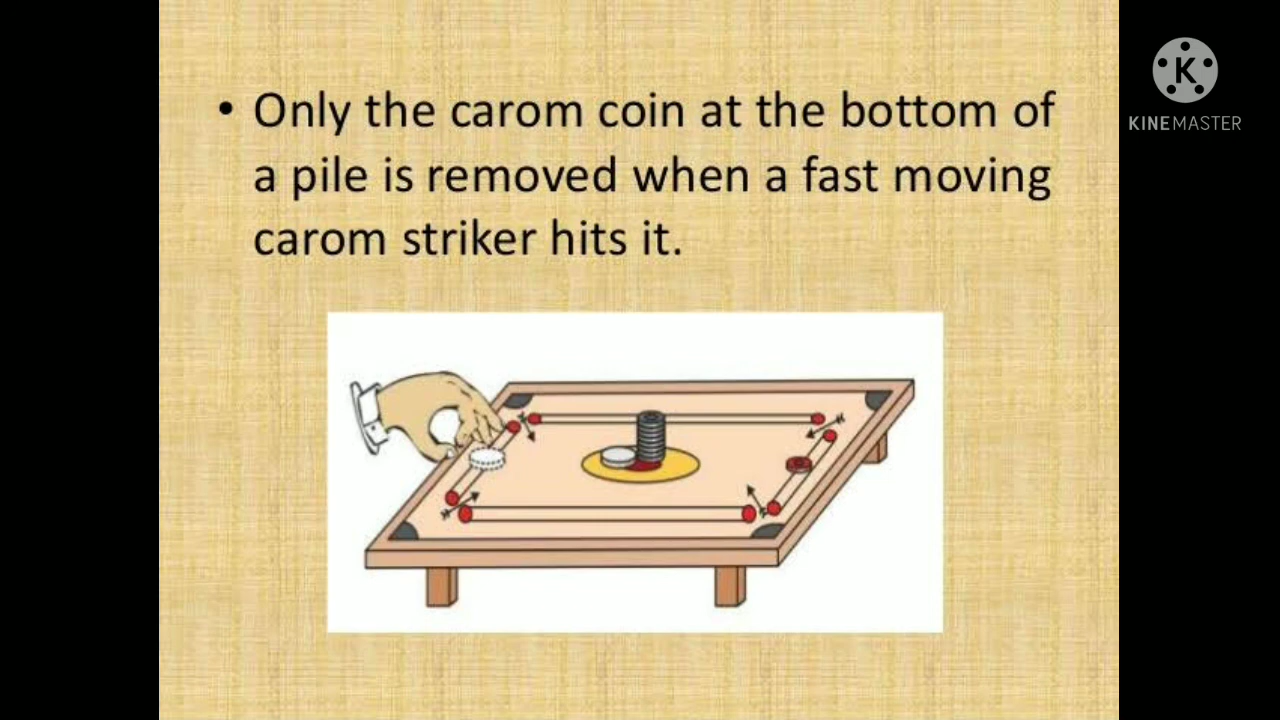 • Only the carom coin at the bottom of
a pile is removed when a fast moving
carom striker hits it.
K
KINEMASTER